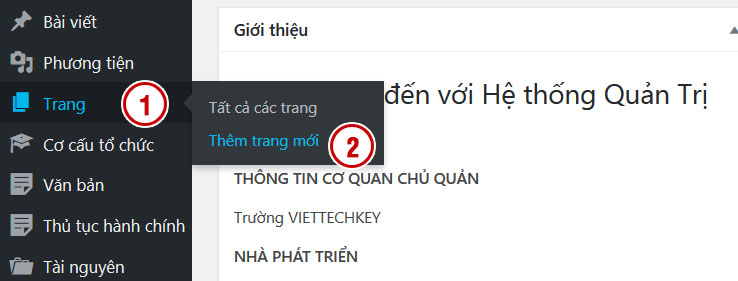 Bài viết
Phương tiện
Trang
1
Cơ cấu tổ chức
Văn bản
Thủ tục hành chính
Tài nguyên
Tất cả các trang
Thêm trang mới
2
Giới thiệu
đến với Hệ thống Quản Trị
THÔNG TIN CƠ QUAN CHỦ QUẢN
Trường VIETTECHKEY
NHÀ PHÁT TRIỂN